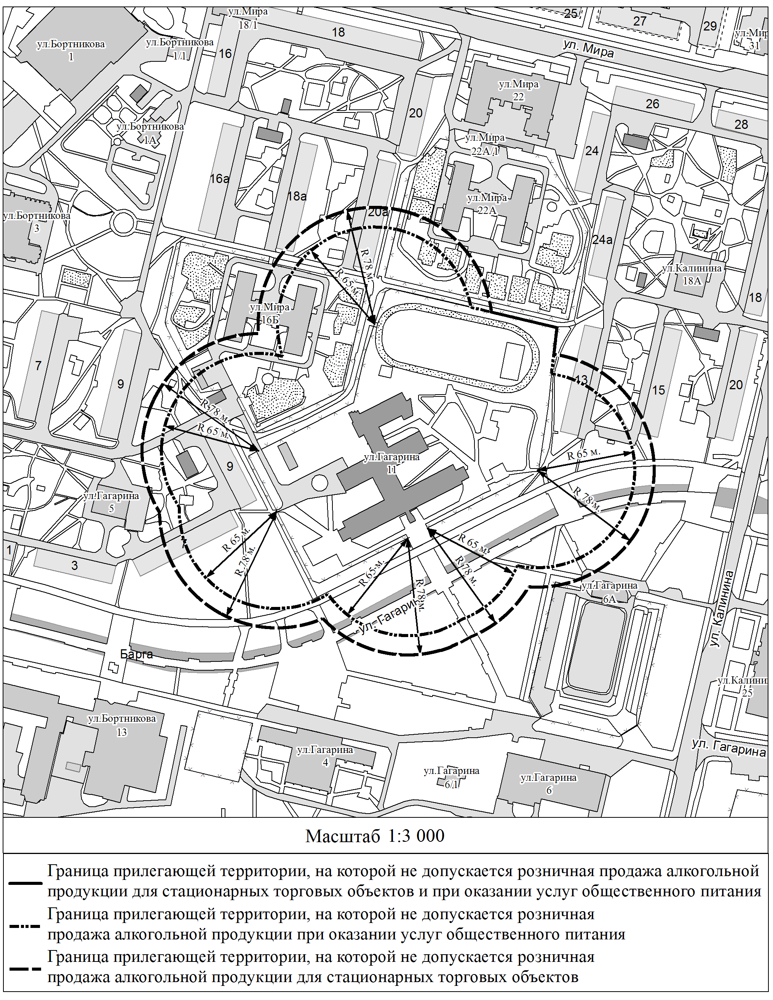 ул.Мира
18/1
25
27
29
18
ул.Бортникова
1
ул.Бортникова
1/1
16
ул. Мира
31
ул.Мира
22
20
26
28
ул.Бортникова
1А
ул.Мира
22А/1
24
16а
18а
ул.Мира
22А
20а
ул.Бортникова
3
24а
R 78 м.
R 65 м.
ул.Калинина
18А
18
ул.Мира
16Б
7
9
13
15
20
R 78 м.
R 65 м.
9
ул.Гагарина
11
R 65 м.
R 78 м.
ул.Гагарина
5
R 65 м.
R 78 м.
7
R 65 м.
R 78 м.
R 65 м.
R 78 м.
1
3
ул.Гагарина
6А
ул. Калинина
ул. Гагарин
Барга
25
ул.Бортникова
13
ул. Гагарина
ул.Гагарина
4
ул.Гагарина
6/1
ул.Гагарина
6
Масштаб 1:3 000
Граница прилегающей территории, на которой не допускается розничная продажа алкогольной
продукции для стационарных торговых объектов и при оказании услуг общественного питания
Граница прилегающей территории, на которой не допускается розничная
продажа алкогольной продукции при оказании услуг общественного питания
Граница прилегающей территории, на которой не допускается розничная
продажа алкогольной продукции для стационарных торговых объектов